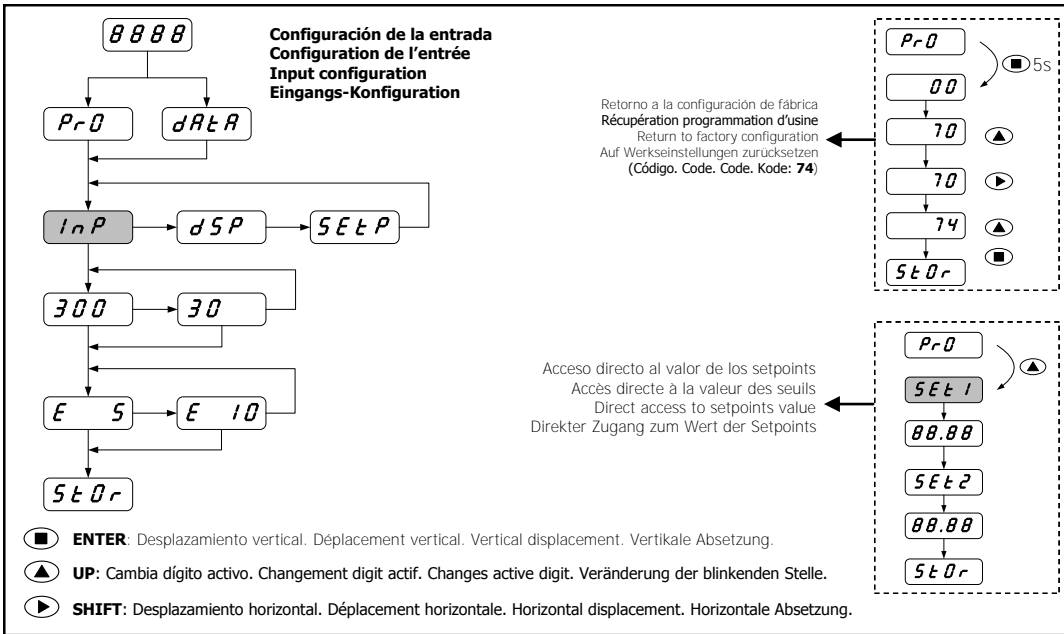 8888
Configuración de la entrada
Configuration de l'entrée
Input configuration
Eingangs-Konfiguration
Pr0 dAtA
InP dSP SEtP
300 30
E 5 E 10
St0r
Retorno a la configuración de fábrica
Récupération programmation d'usine
Return to factory configuration
Auf Werkseinstellungen zurücksetzen
(Código. Code. Code. Kode: 74)
Pr0
5s
00
70
70
74
St0r
Acceso directo al valor de los setpoints
Accès directe à la valeur des seuils
Direct access to setpoints value
Direkter Zugang zum Wert der Setpoints
Pr0
SEt1
88.88
SEt2
88.88
St0r
ENTER: Desplazamiento vertical. Déplacement vertical. Vertical displacement. Vertikale Absetzung.
UP: Cambia dígito activo. Changement digit actif. Changes active digit. Veränderung der blinkenden Stelle.
SHIFT: Desplazamiento horizontal. Déplacement horizontale. Horizontal displacement. Horizontale Absetzung.